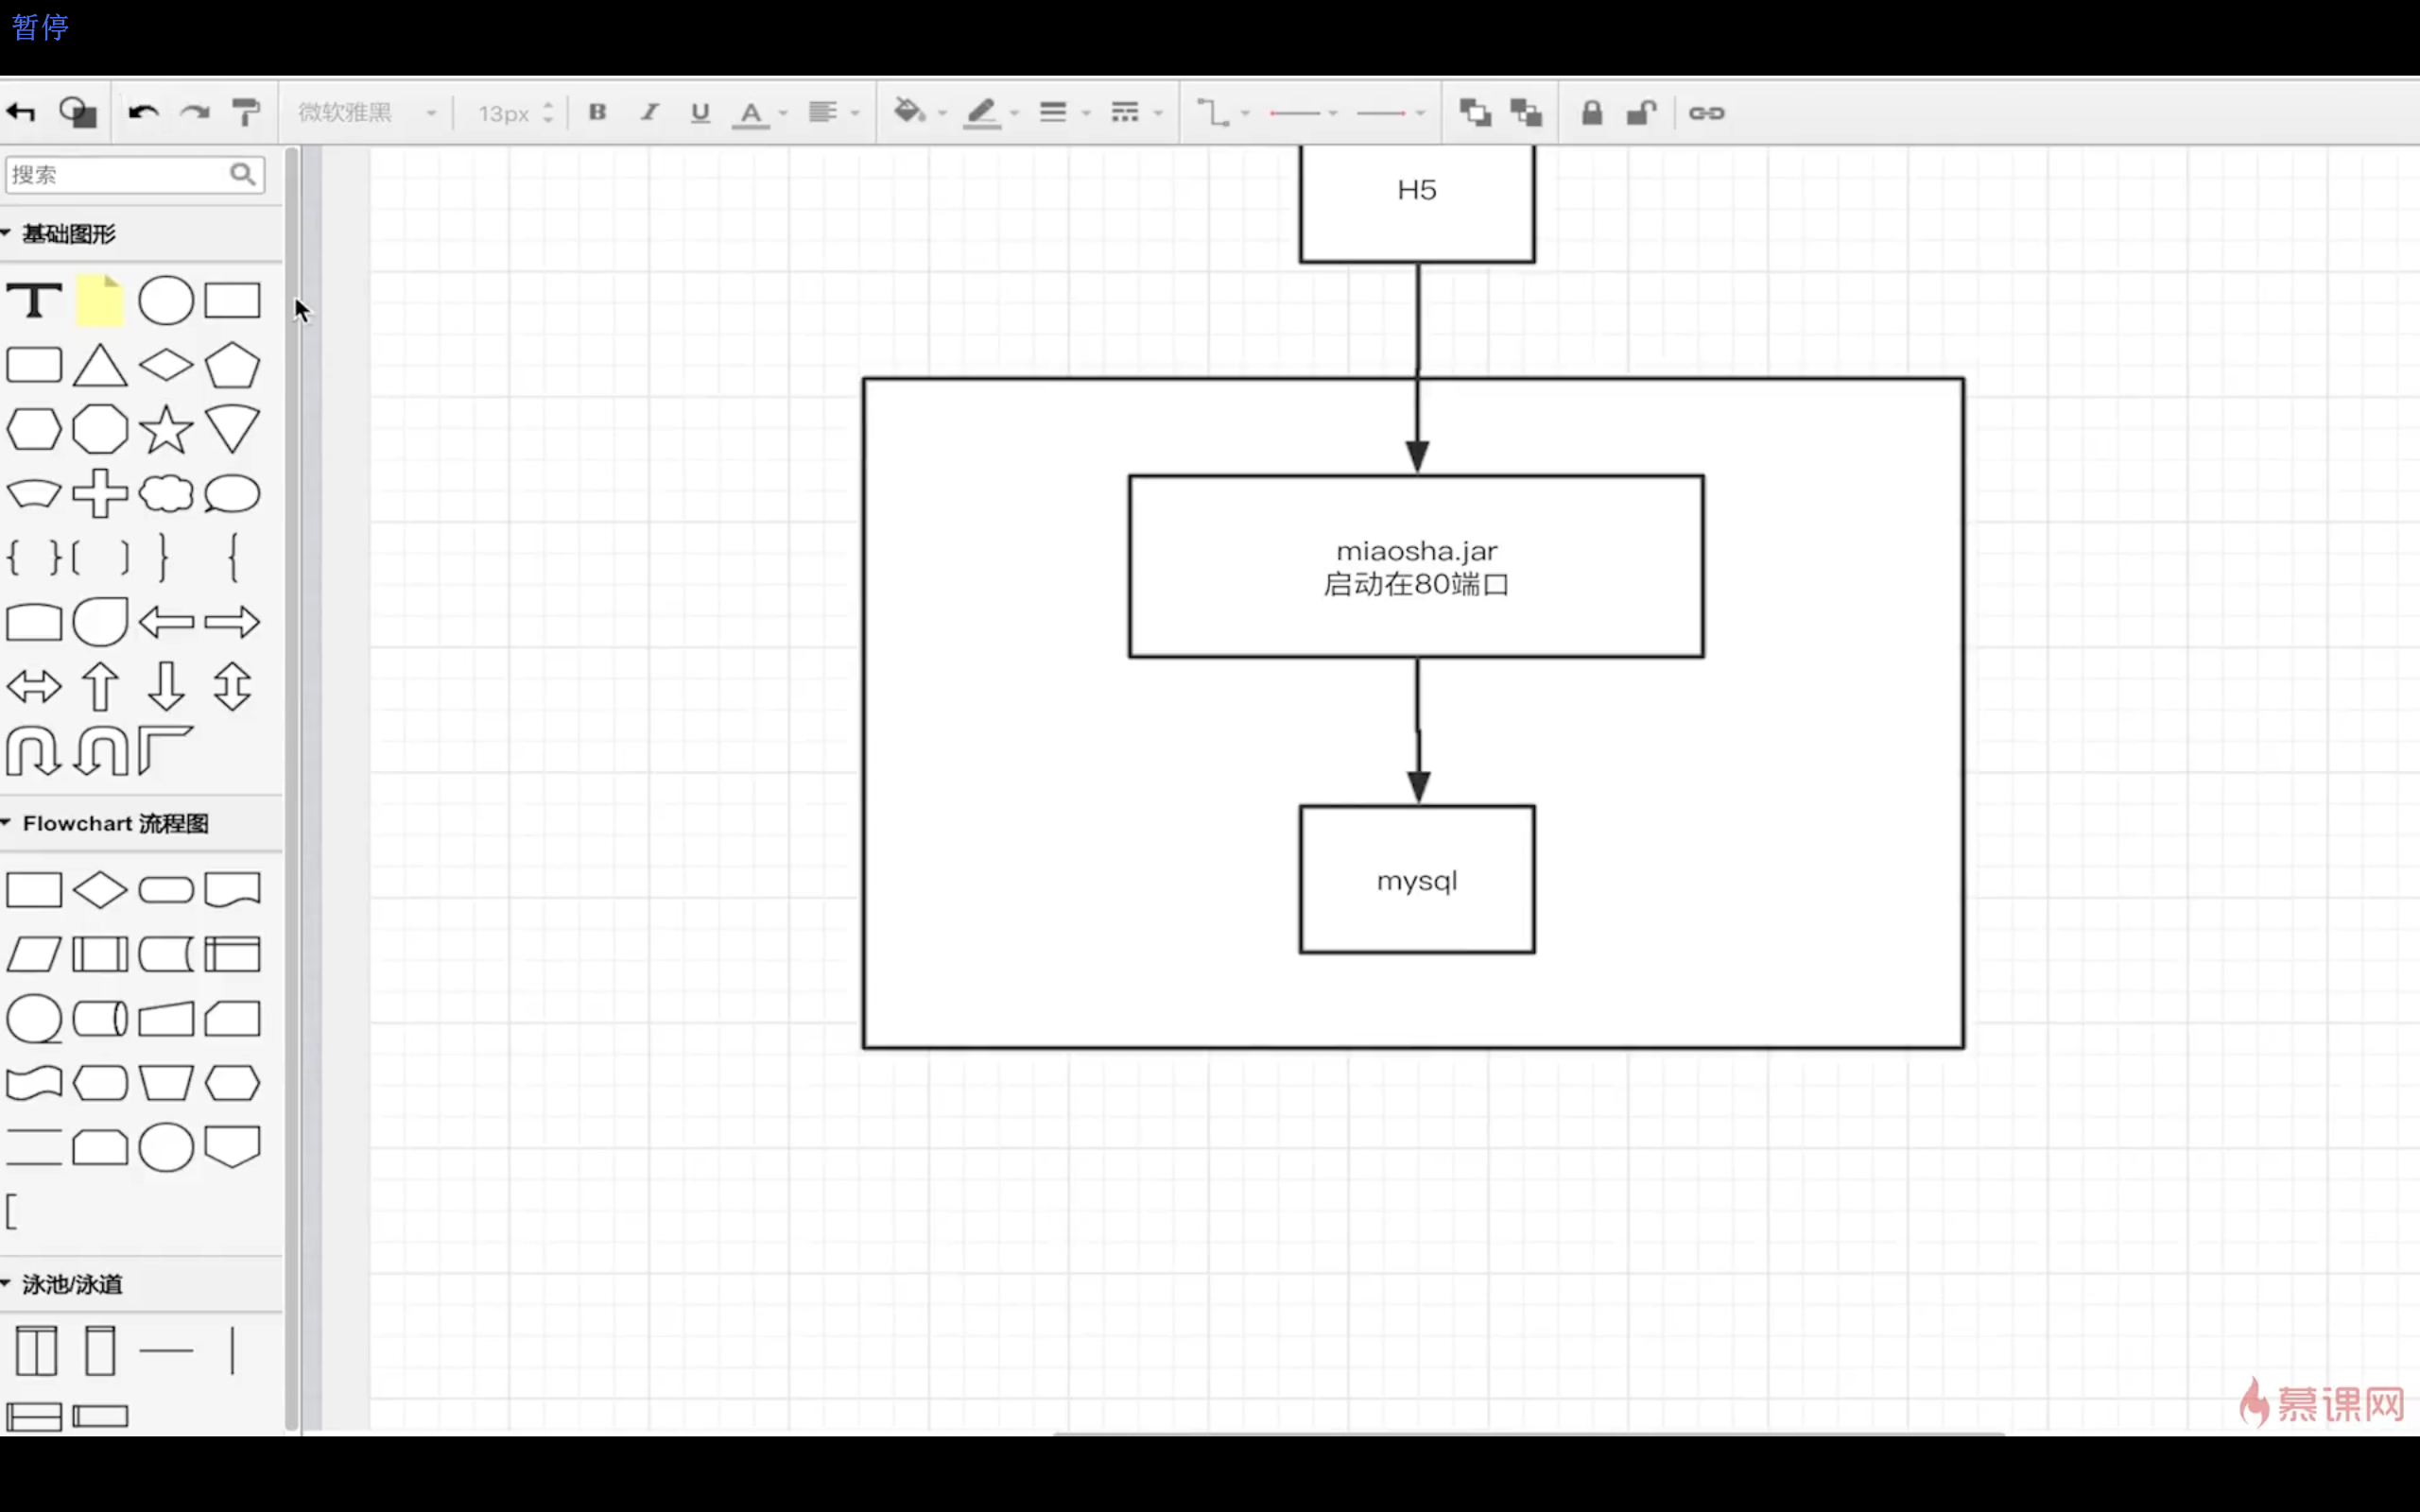 暂停
微软雅黑
13px
B I U A
搜索
基础图形
T
H5
miaosha.jar
启动在80端口
mysql
Flowchart 流程图
泳池/泳道
慕课网